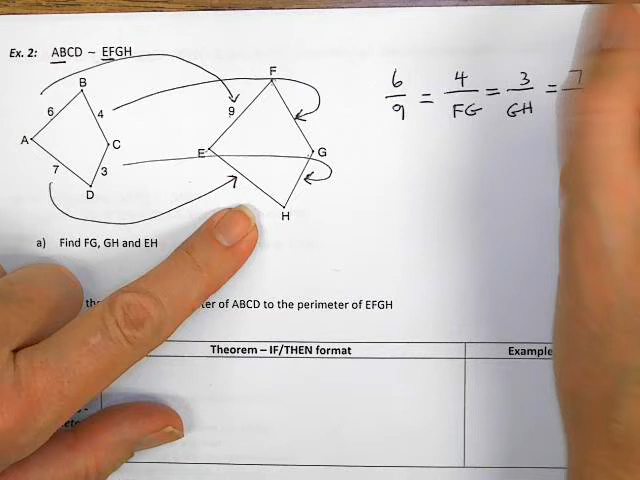 Ex. 2: ABCD ~ EFGH
B
6
4
A
C
7
3
D
F
9
E
G
H
6/9 = 4/FG = 3/GH = 7
a) Find FG, GH and EH
ter of ABCD to the perimeter of EFGH
Theorem – IF/THEN format
Example